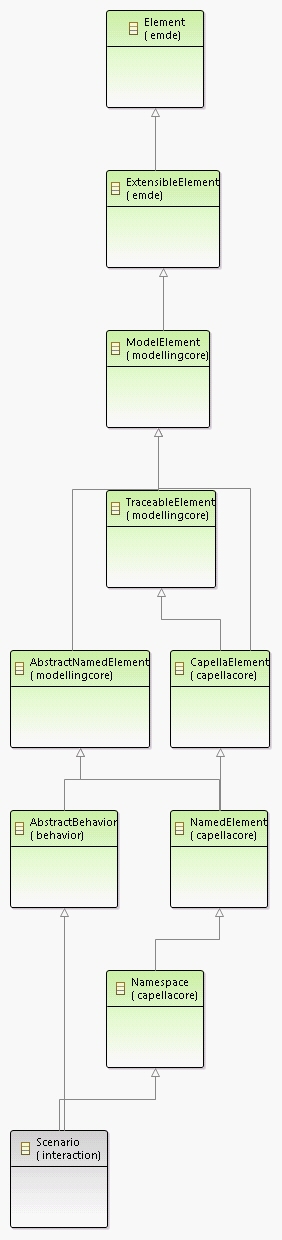 Element
( emde)
ExtensibleElement
( emde)
ModelElement
( modellingcore)
TraceableElement
( modellingcore)
AbstractNamedElement
( modellingcore)
CapellaElement
( capellacore)
AbstractBehavior
( behavior)
NamedElement
( capellacore)
Namespace
( capellacore)
Scenario
( interaction)